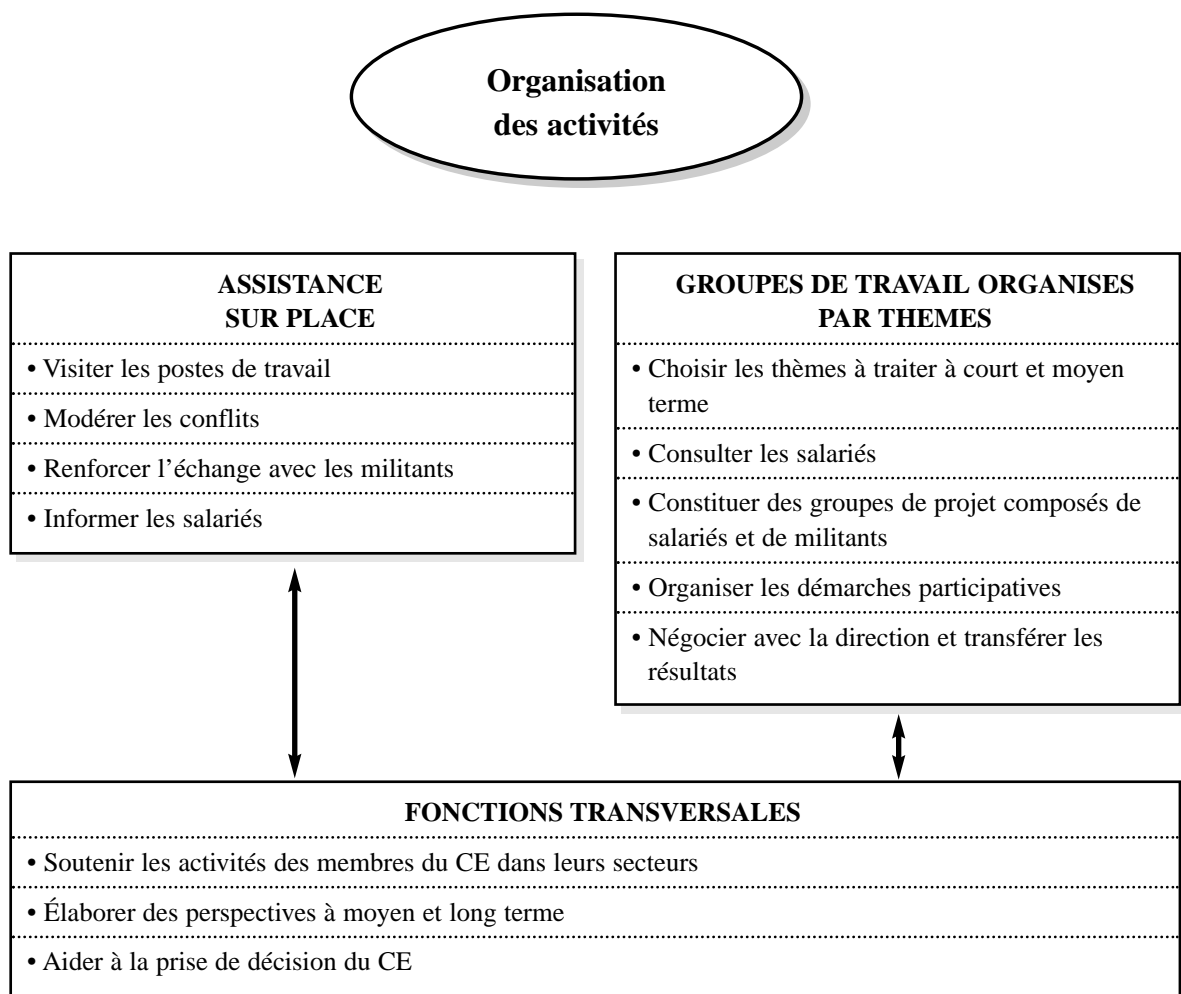 Organisation
des activités
ASSISTANCE
SUR PLACE
• Visiter les postes de travail
• Modérer les conflits
• Renforcer l’échange avec les militants
• Informer les salariés
GROUPES DE TRAVAIL ORGANISES
PAR THEMES
• Choisir les thèmes à traiter à court et moyen
terme
• Consulter les salariés
• Constituer des groupes de projet composés de
salariés et de militants
• Organiser les démarches participatives
• Négocier avec la direction et transférer les
résultats
FONCTIONS TRANSVERSALES
• Soutenir les activités des membres du CE dans leurs secteurs
• Élaborer des perspectives à moyen et long terme
• Aider à la prise de décision du CE